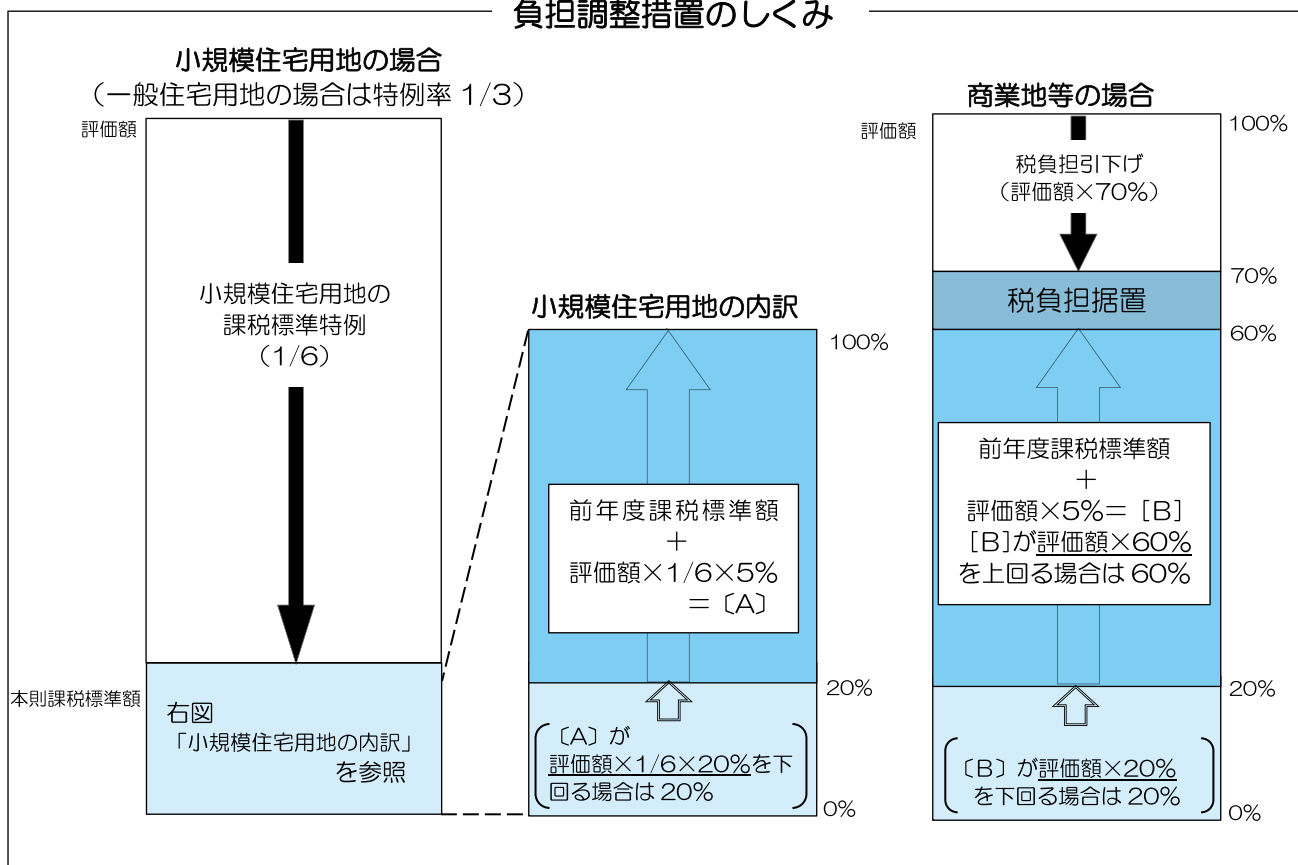 負担調整措置のしくみ
小規模住宅用地の場合
（一般住宅用地の場合は特例率 1/3）
評価額
小規模住宅用地の
課税標準特例
（1/6）
本則課税標準額
右図
「小規模住宅用地の内訳」
を参照
小規模住宅用地の内訳
100%
前年度課税標準額
＋
評価額×1/6×5%
＝〔A〕
20%
〔A〕が
評価額×1/6×20%を下
回る場合は 20%
0%
商業地等の場合
評価額
100%
税負担引下げ
（評価額×70%）
70%
税負担据置
60%
前年度課税標準額
＋
評価額×5%＝［B］
［B］が評価額×60%
を上回る場合は 60%
20%
〔B〕が評価額×20%
を下回る場合は 20%
0%